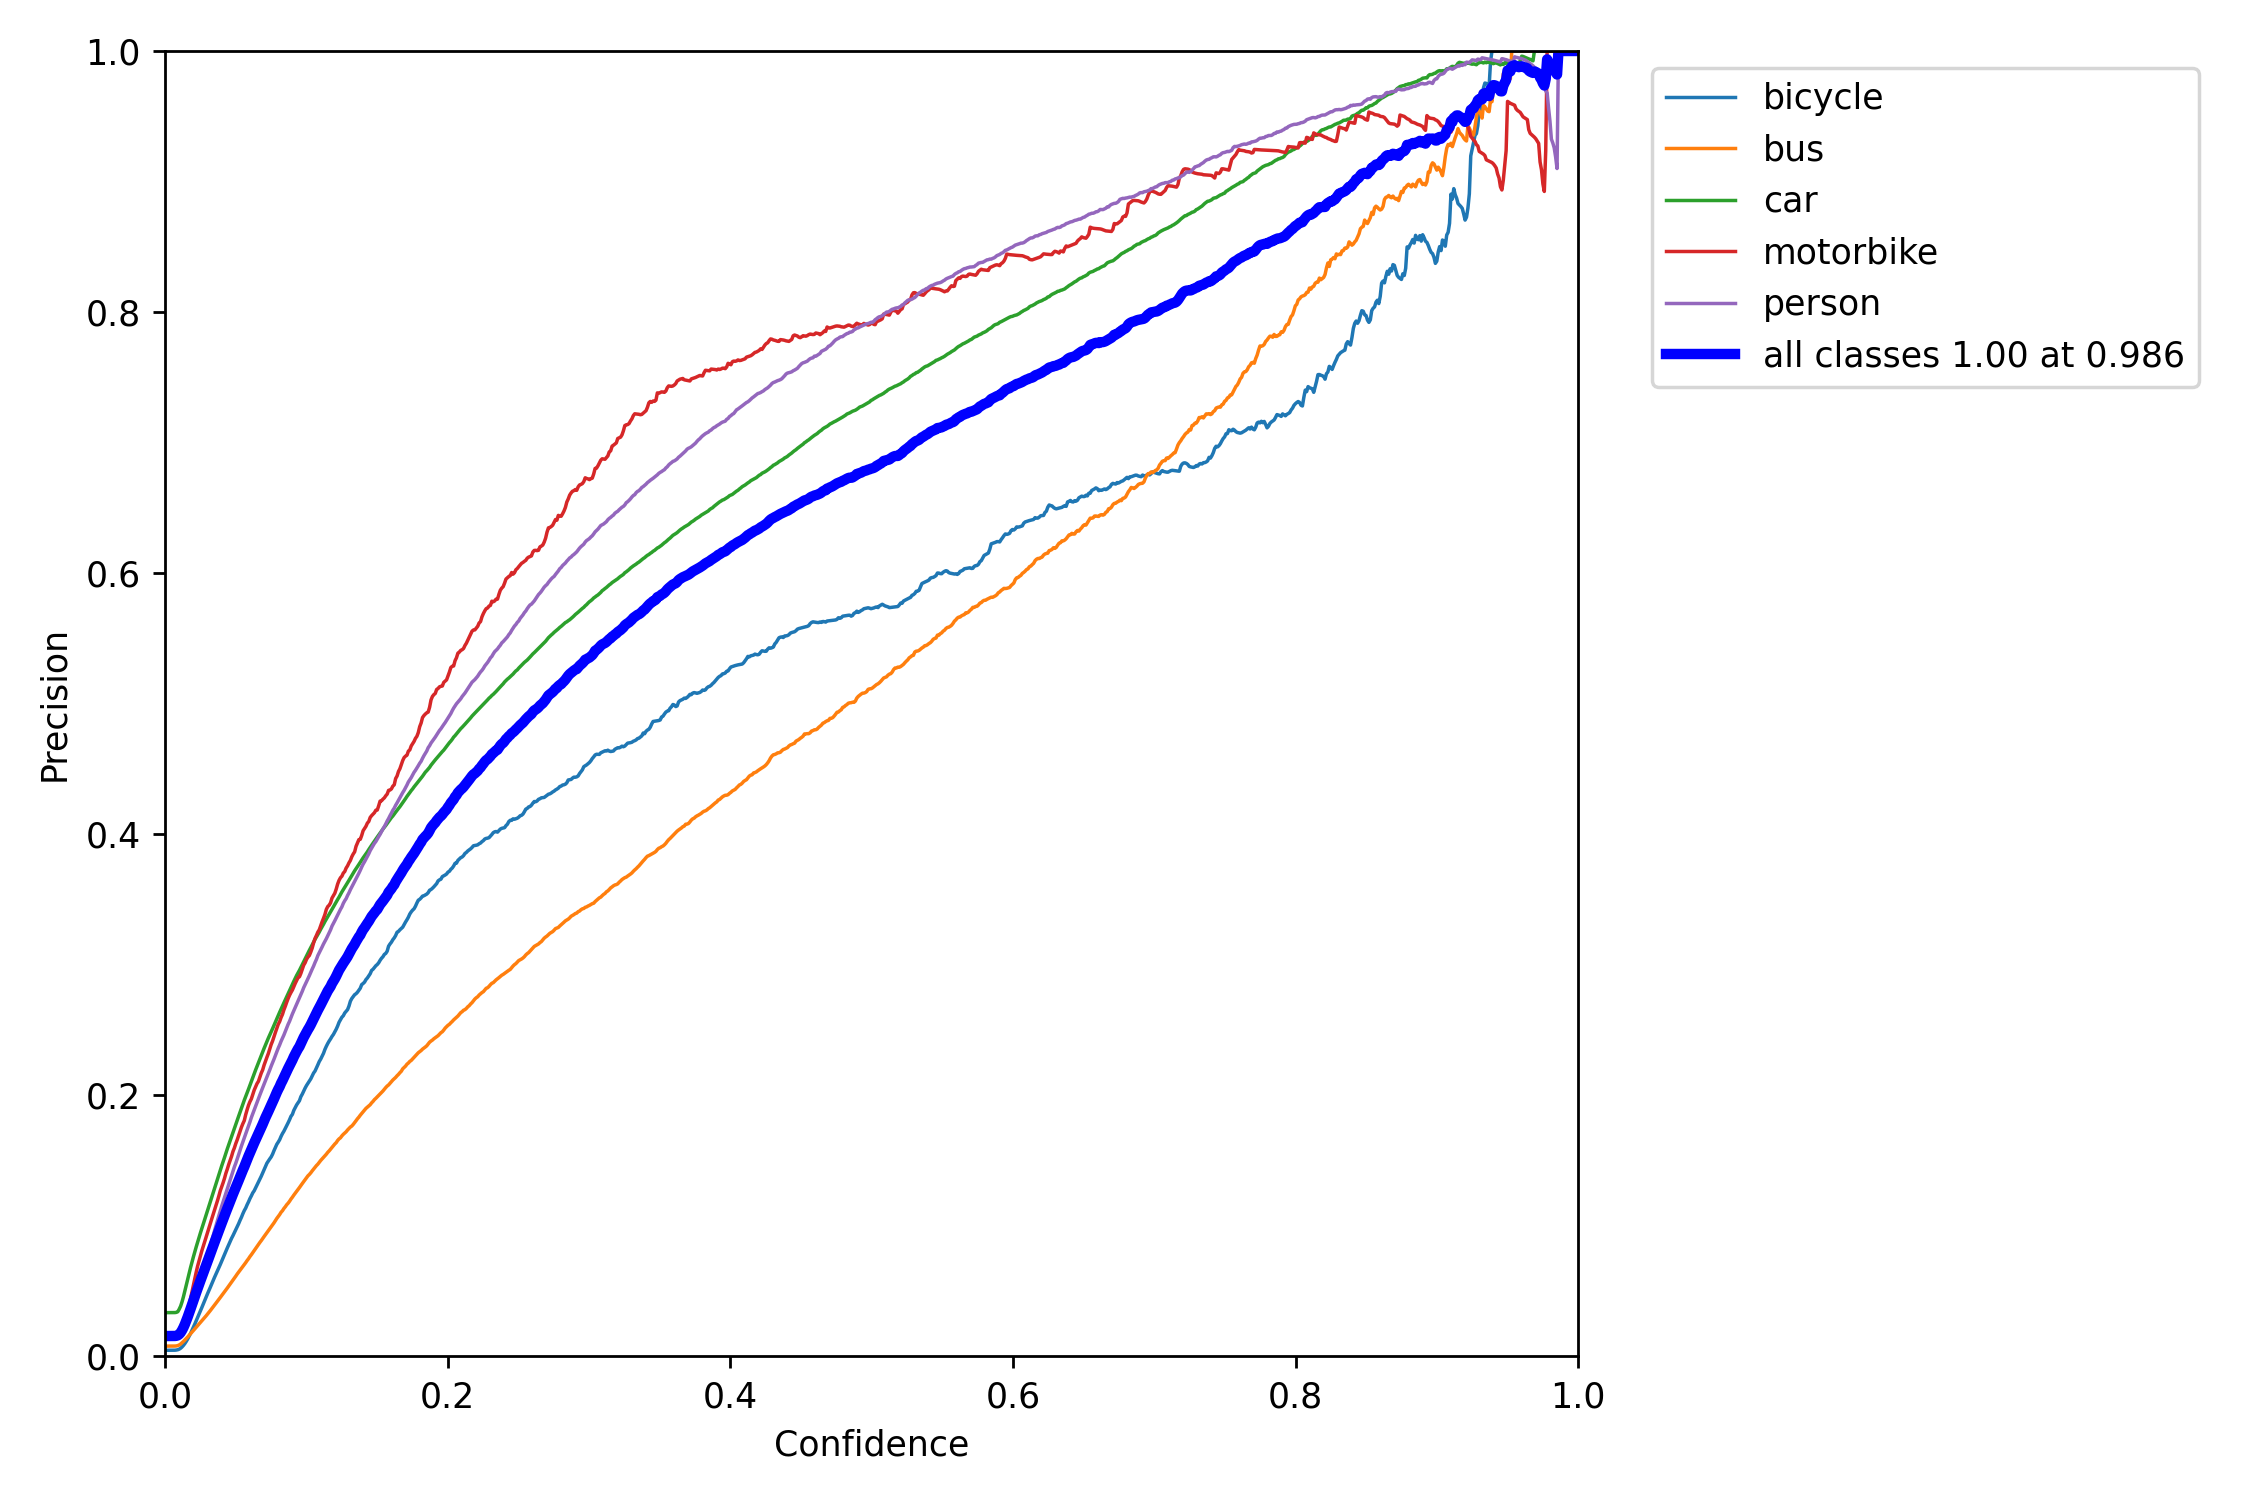 1.0
0.8
0.6
0.4
0.2
0.0
Precision
0.0 0.2 0.4 0.6 0.8 1.0
Confidence
bicycle
bus
car
motorbike
person
all classes 1.00 at 0.986